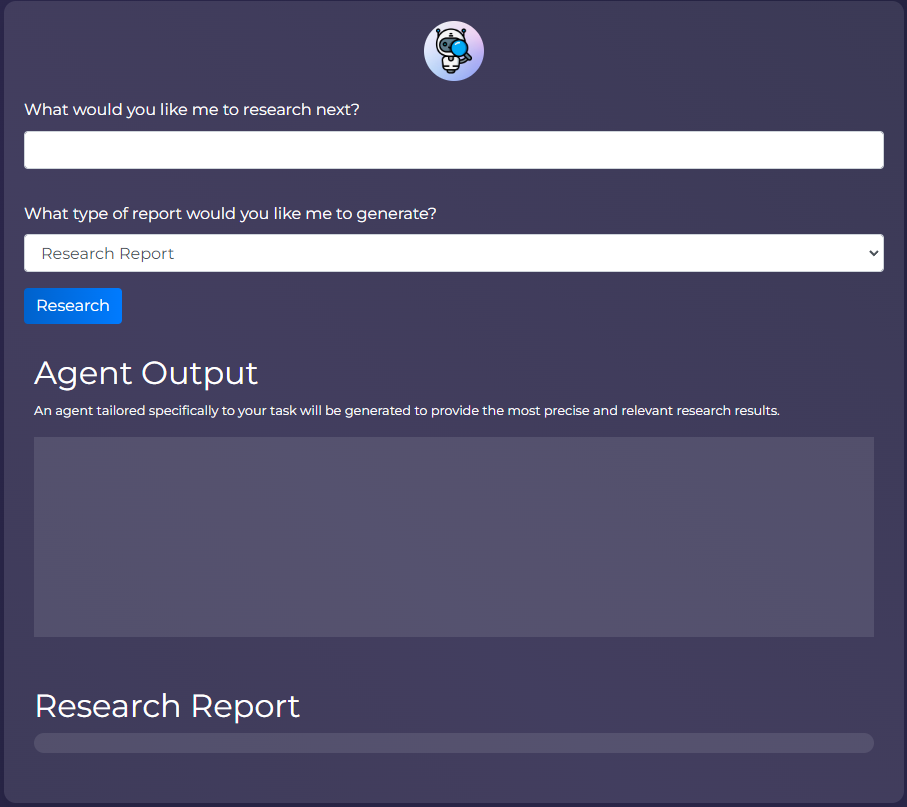 What would you like me to research next?
What type of report would you like me to generate?
Research Report
Research
Agent Output
An agent tailored specifically to your task will be generated to provide the most precise and relevant research results.
Research Report